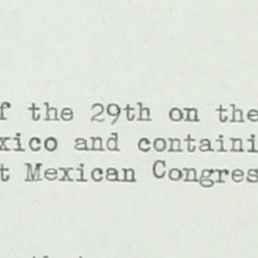 f the 29th on the
xico and containi
t Mexican Congres